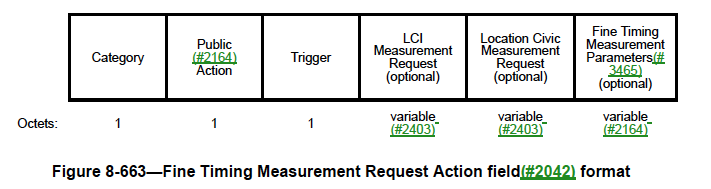 Category
Public
(#2164)
Action
Trigger
LCI
Measurement
Request
(optional)
Location Civic
Measurement
Request
(optional)
Fine Timing
Measurement
Parameters(#
3465)
(optional)
Octets: 1 1 1 variable variable variable
(#2403) (#2403) (#2164)
Figure 8-663—Fine Timing Measurement Request Action field(#2042) format